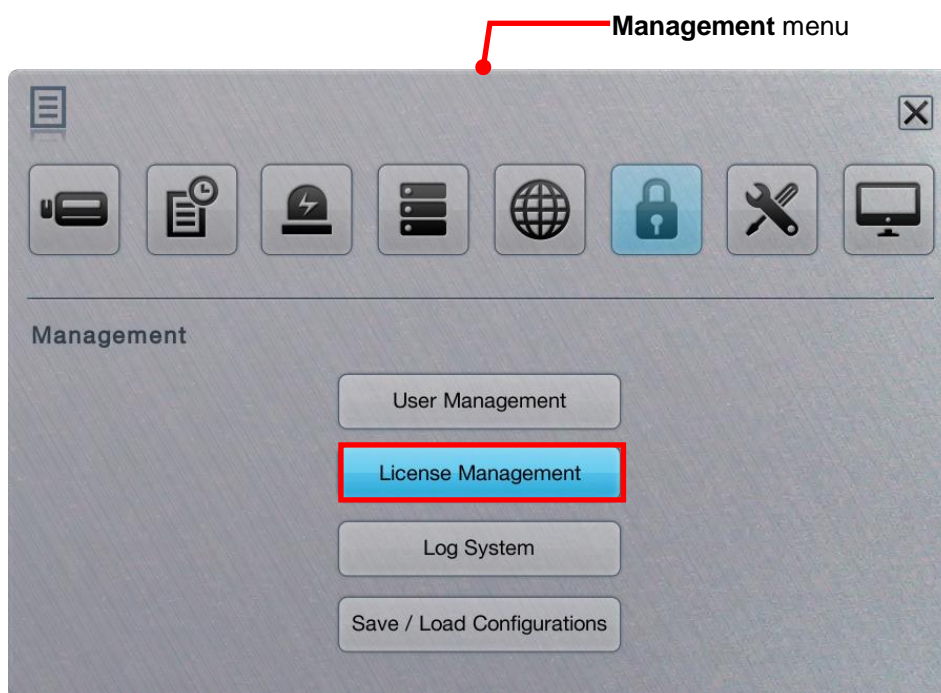 Management menu
Management
User Management
License Management
Log System
Save / Load Configurations